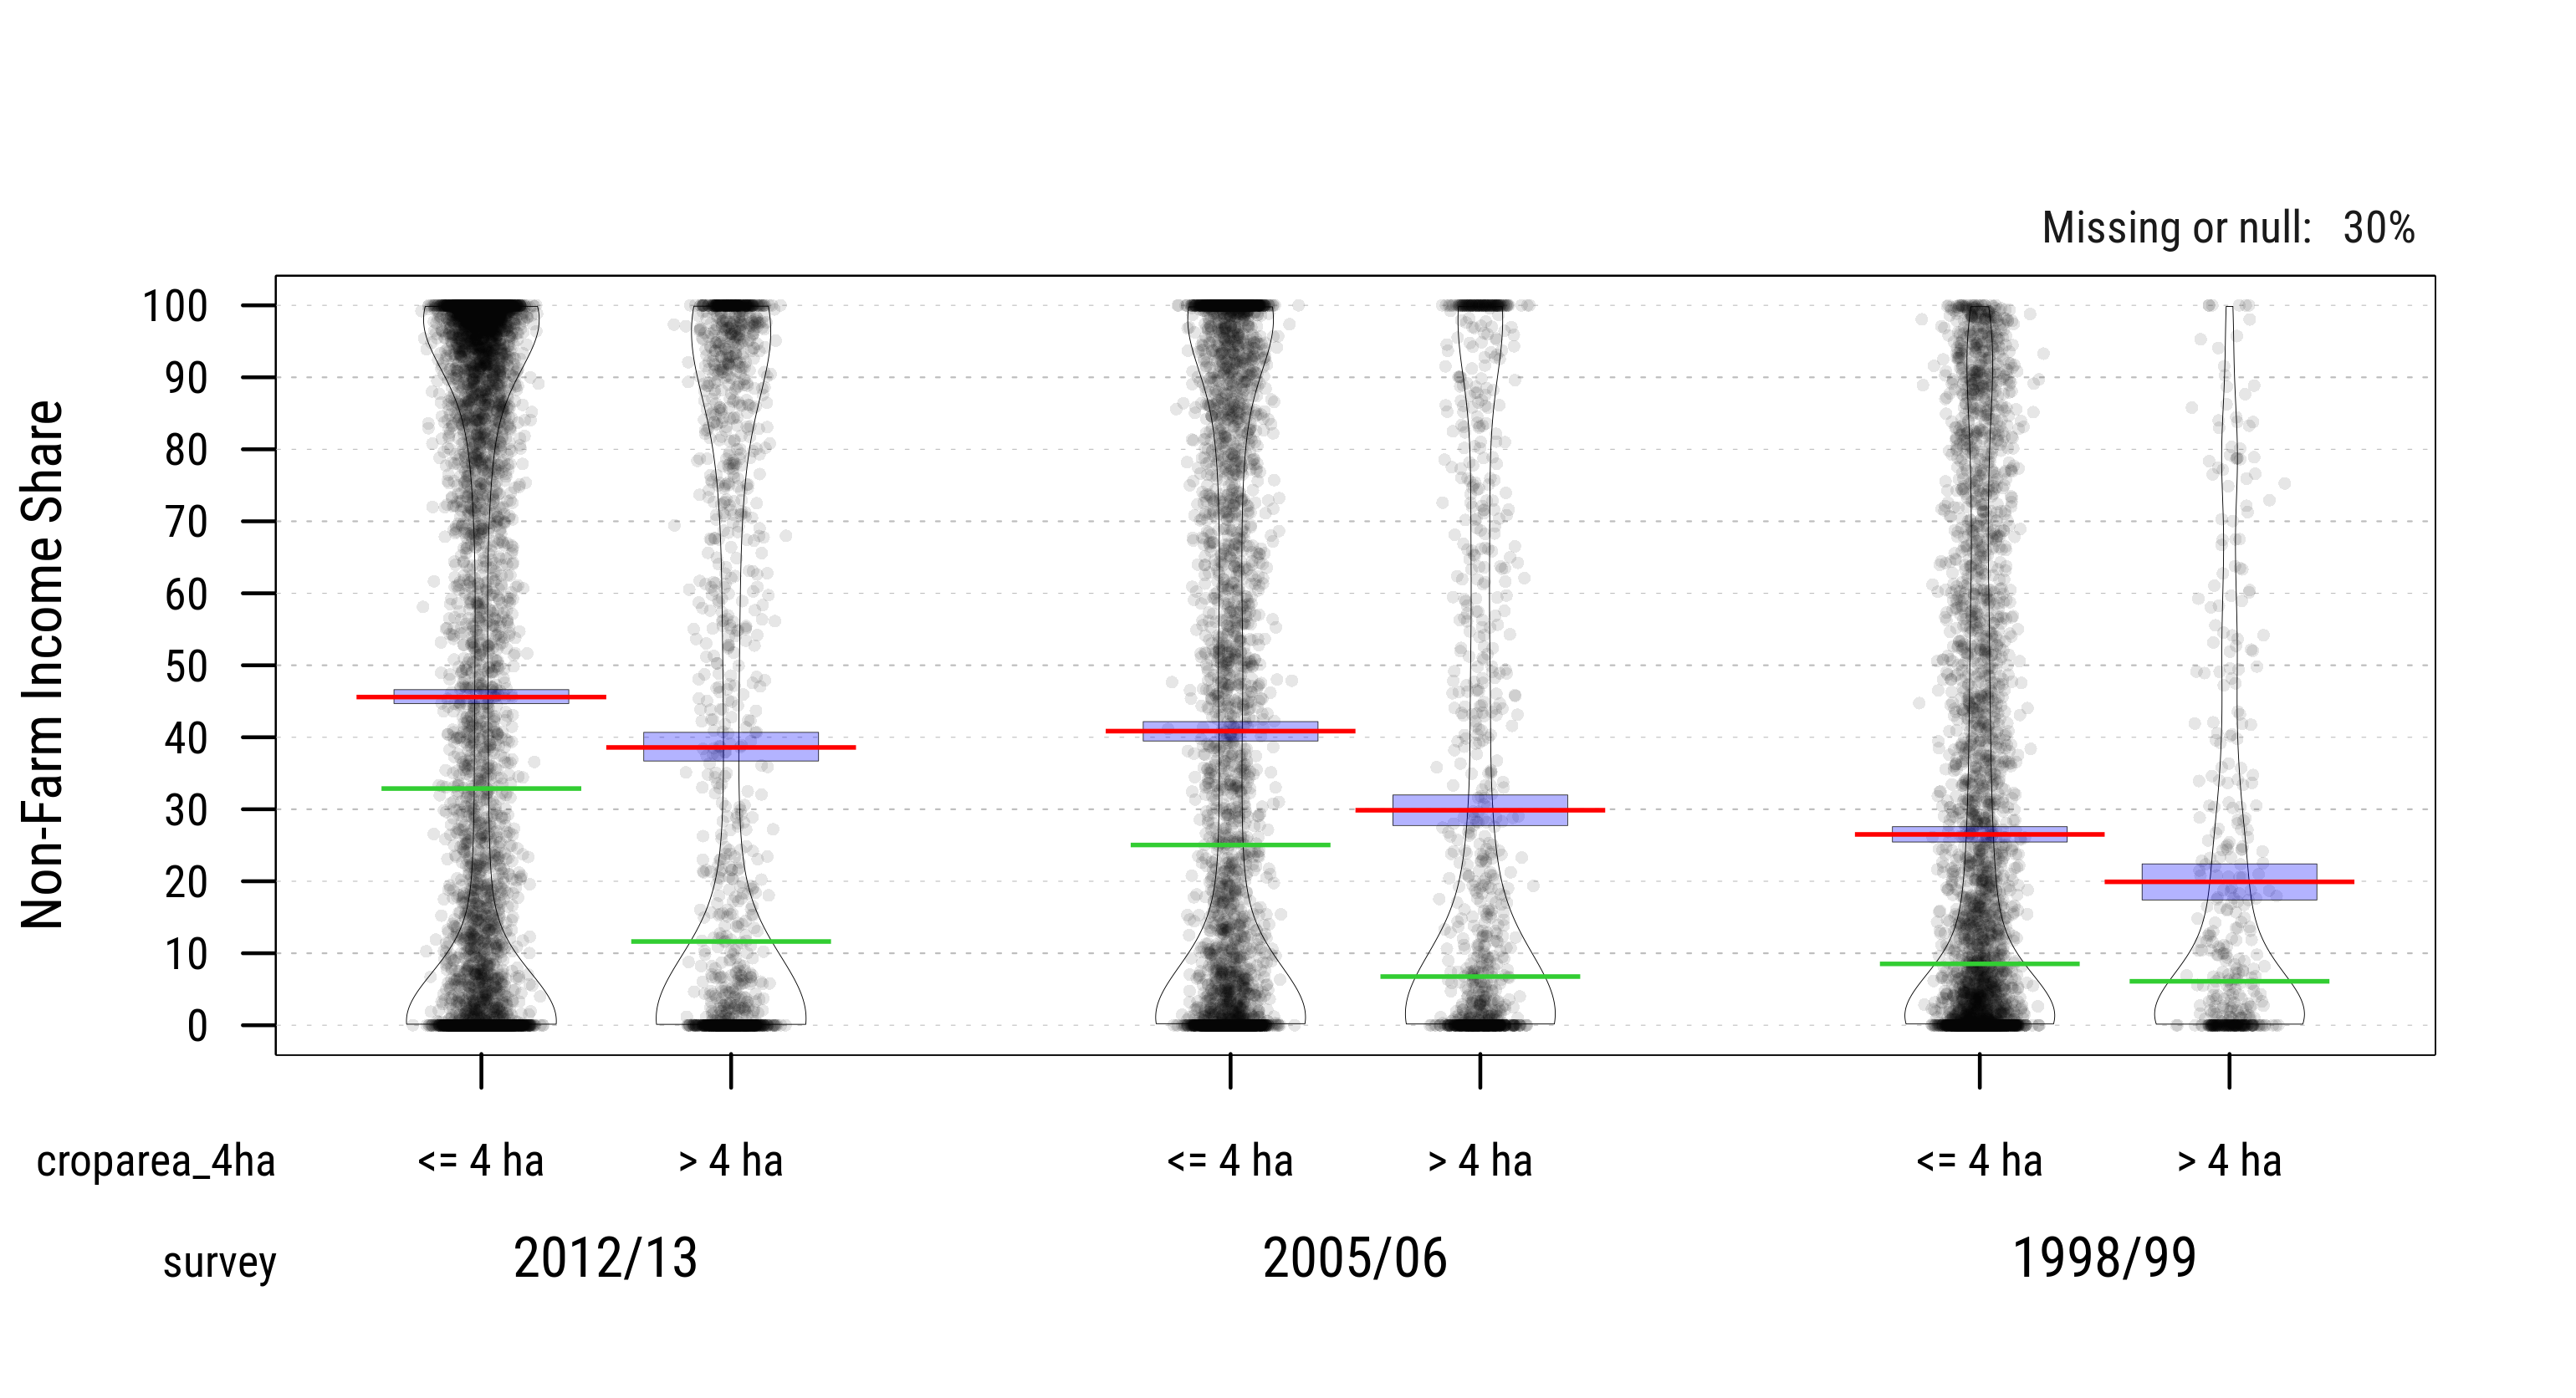 Missing or null: 30%
Non-Farm Income Share
100
90
80
70
60
50
40
30
20
10
0
croparea_4ha <= 4 ha > 4 ha <= 4 ha > 4 ha <= 4 ha > 4 ha
survey 2012/13 2005/06 1998/99